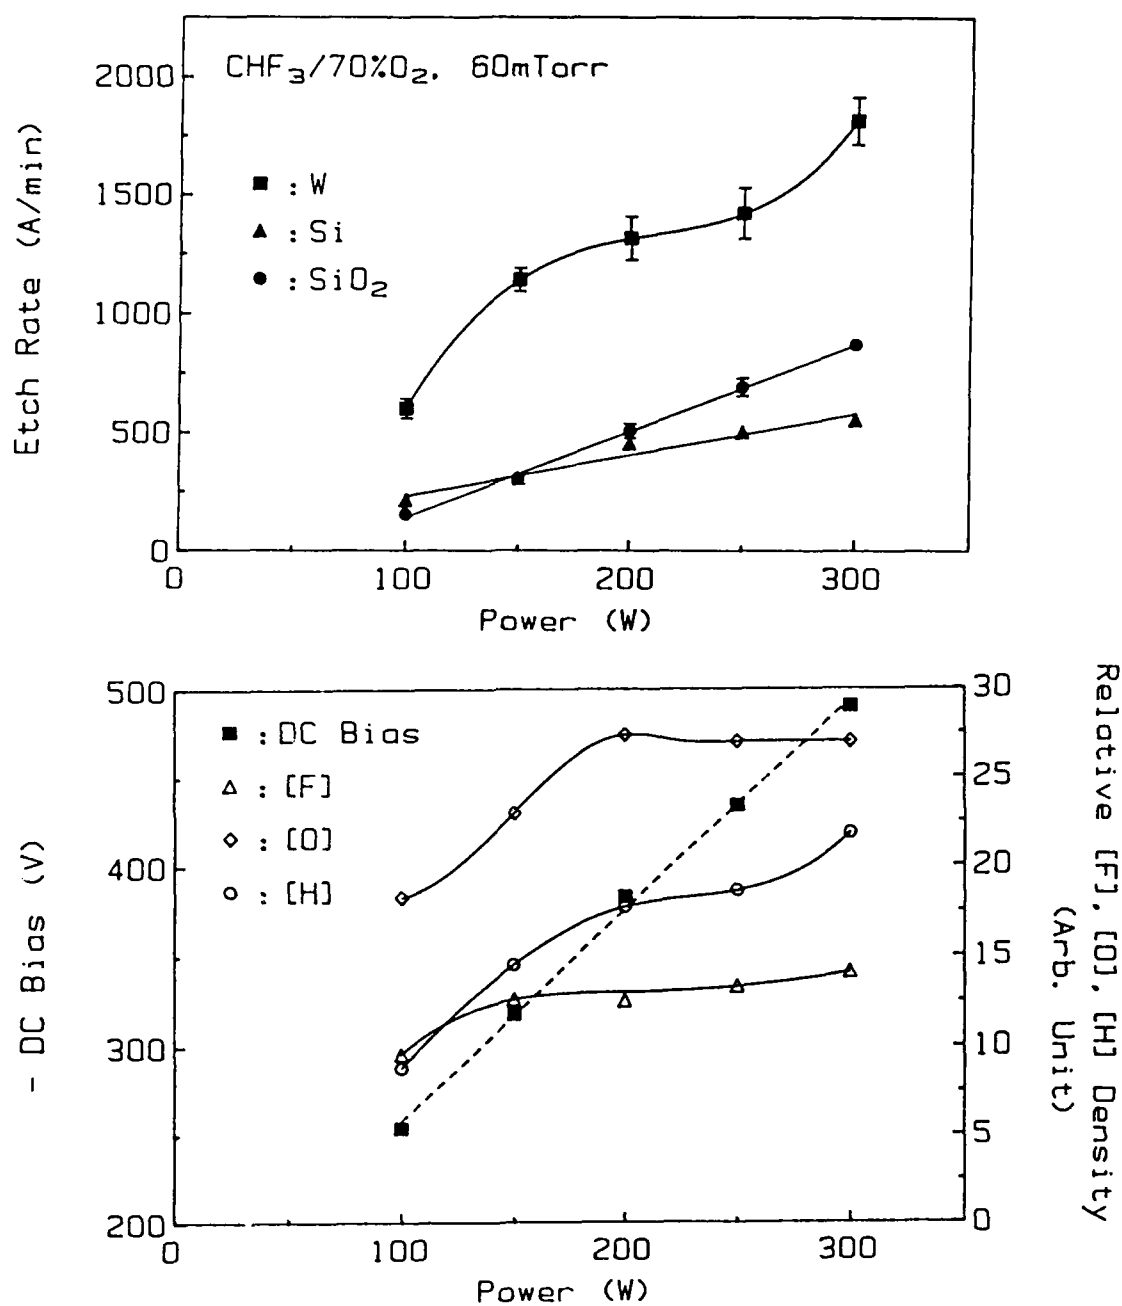 CHF₃/70%O₂, 60mTorr
2000
1500
1000
500
0
Etch Rate (A/min)
■ : W
▲ : Si
● : SiO₂
0 100 200 300
Power (W)
500
400
300
200
- DC Bias (V)
■ : DC Bias
△ : [F]
◇ : [O]
○ : [H]
30
25
20
15
10
5
0
Relative [F], [O], [H] Density
(Arb. Unit)
0 100 200 300
Power (W)